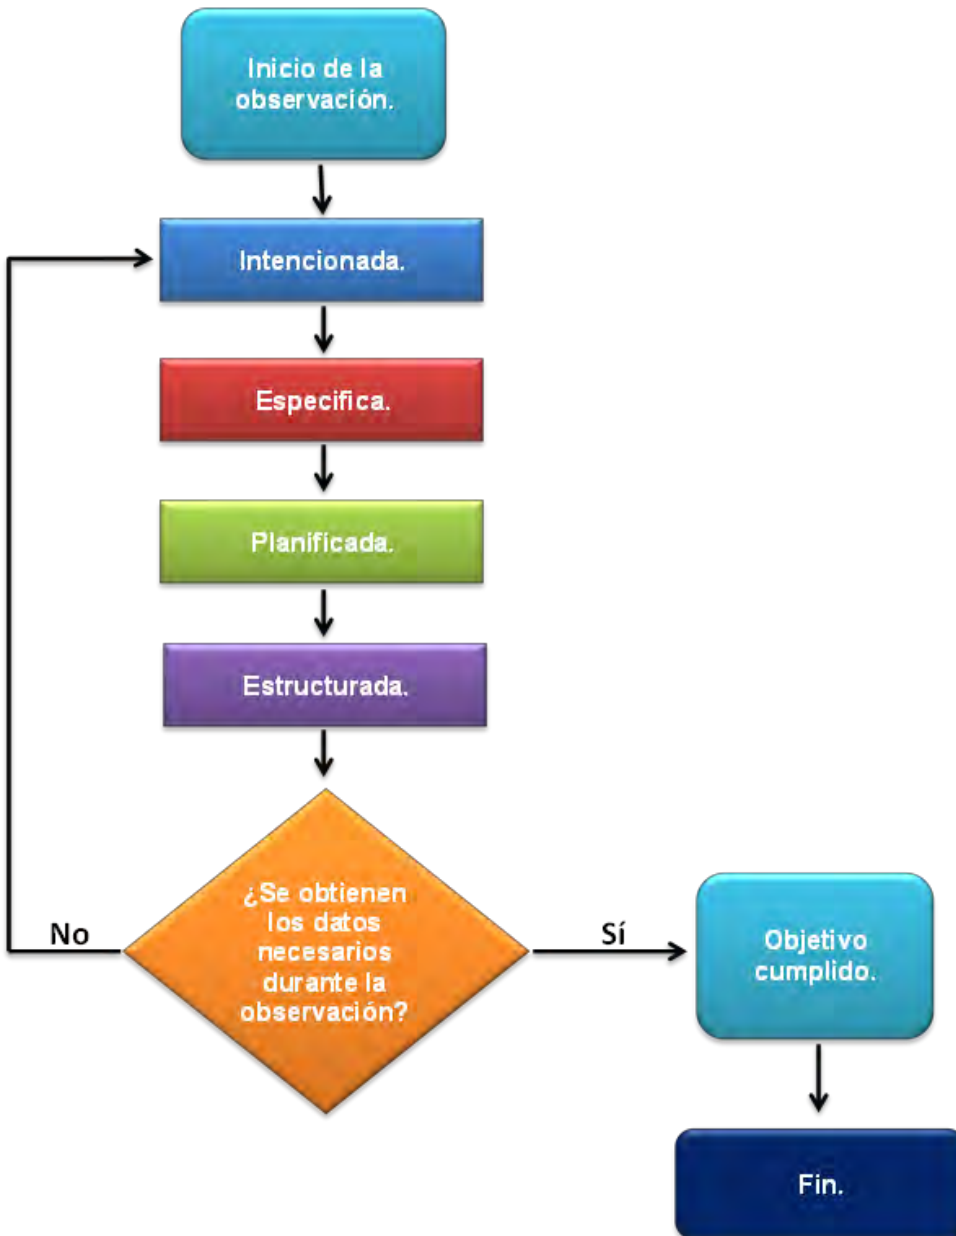 Inicio de la
observación.
Intencionada.
Especifica.
Planificada.
Estructurada.
¿Se obtienen
los datos
necesarios
durante la
observación?
No
Sí
Objetivo
cumplido.
Fin.